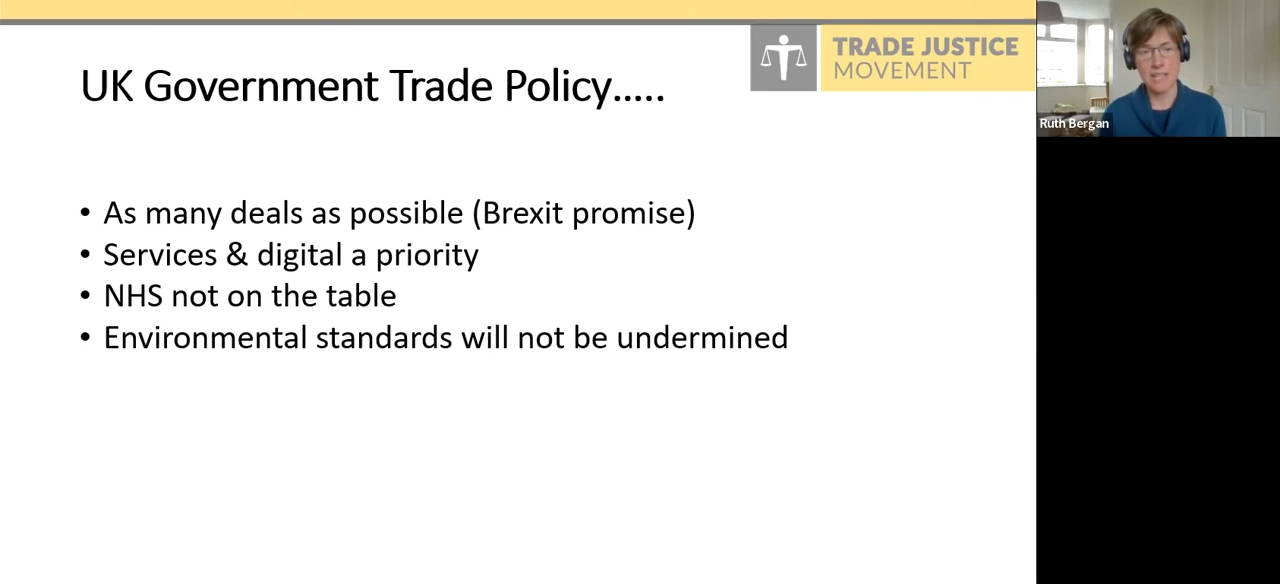 UK Government Trade Policy.....
TRADE JUSTICE
MOVEMENT
Ruth Bergan
• As many deals as possible (Brexit promise)
• Services & digital a priority
• NHS not on the table
• Environmental standards will not be undermined